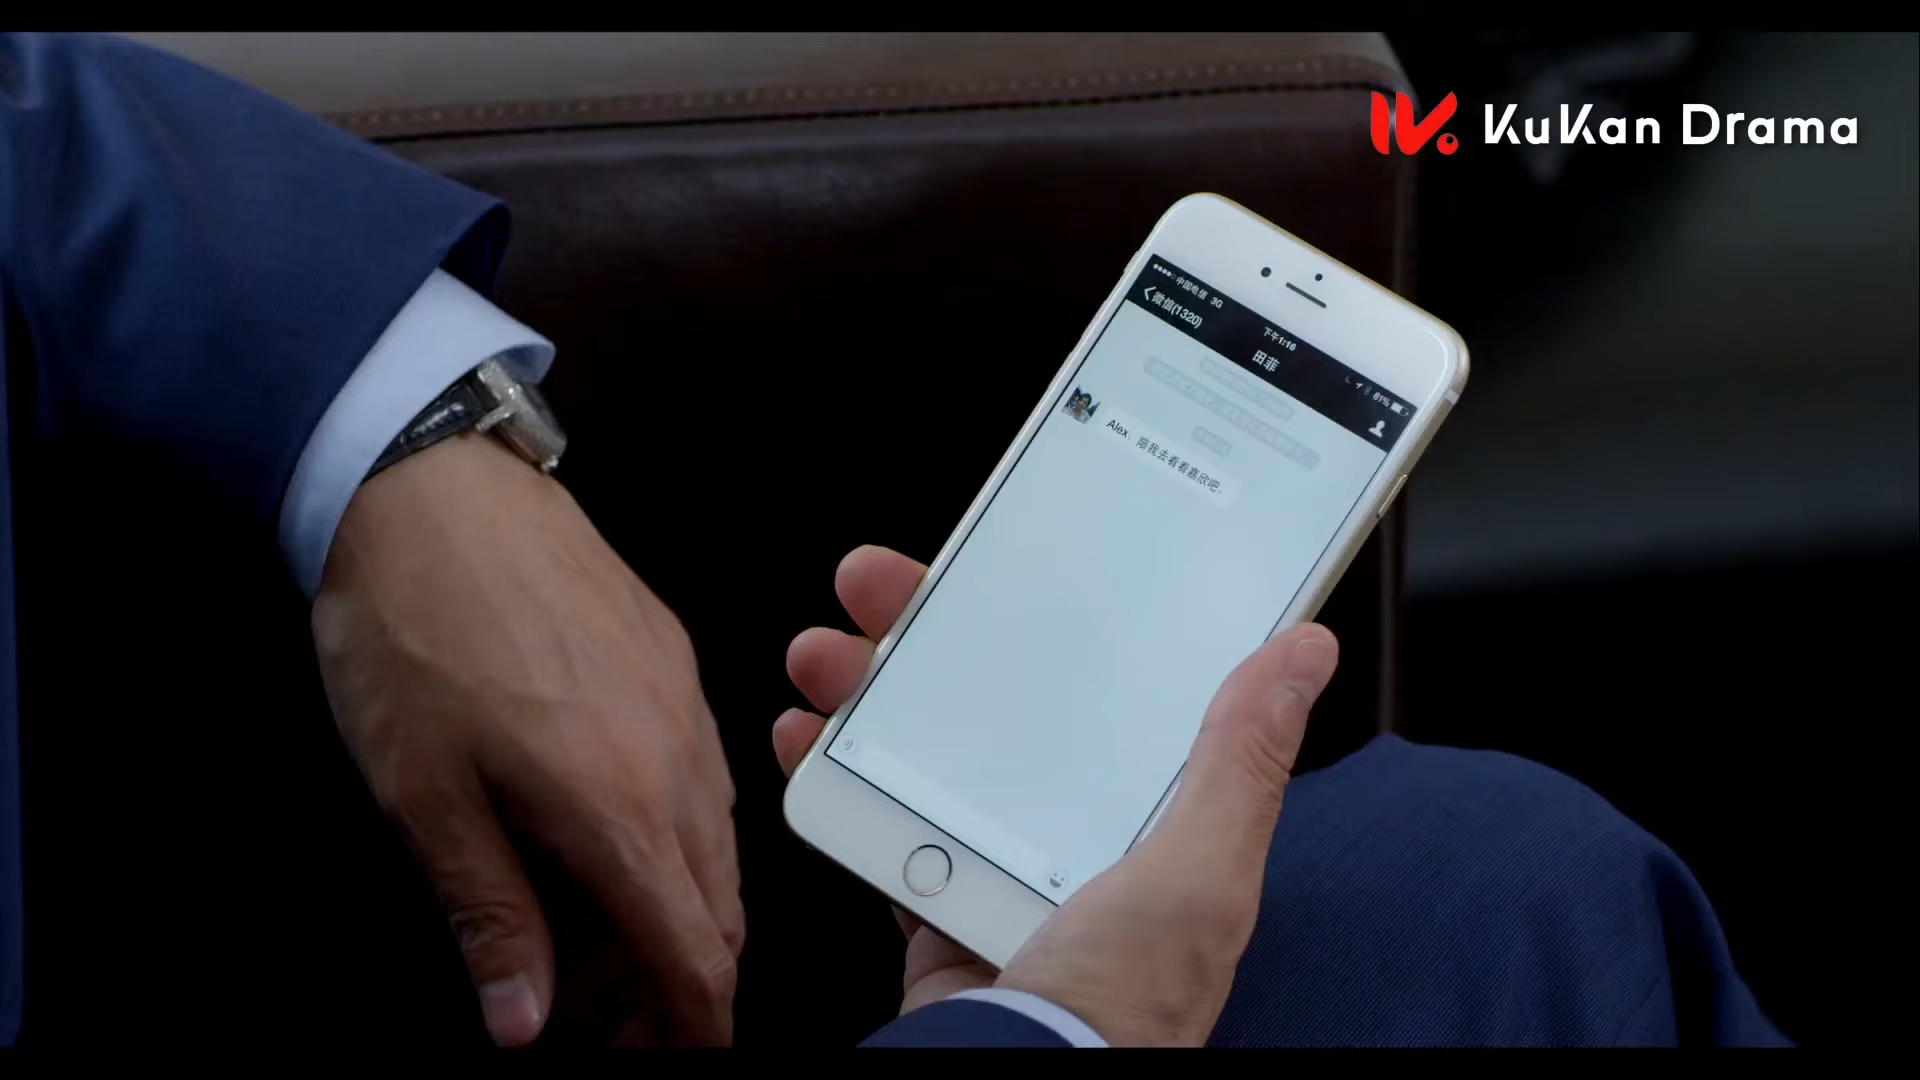 KuKan Drama
中国电信 3G
下午1:16
61%
微信(1320)
田菲
Alex、陪我去看看嘉欣吧。